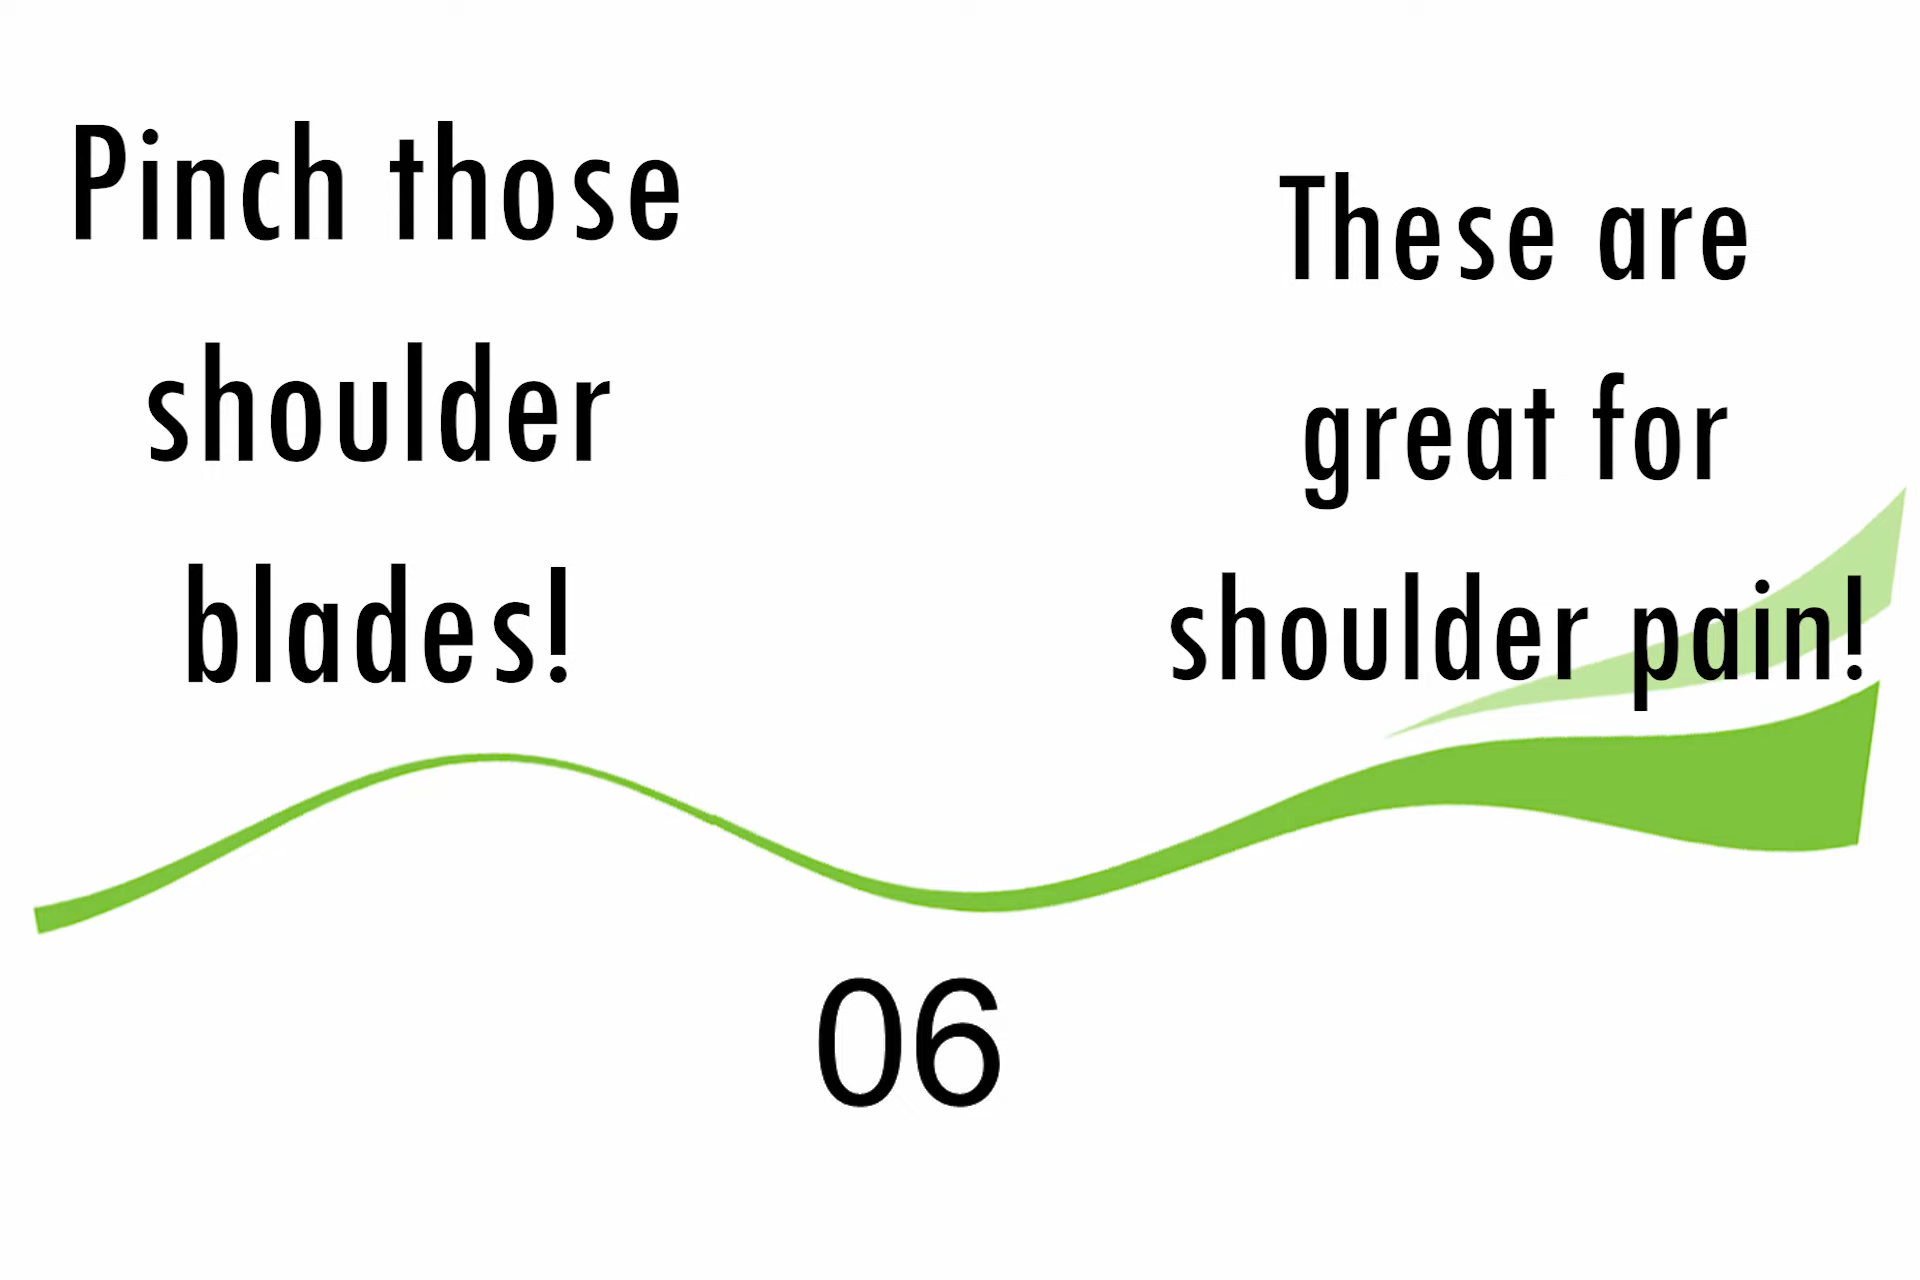 Pinch those
shoulder
blades!
These are
great for
shoulder pain!
06